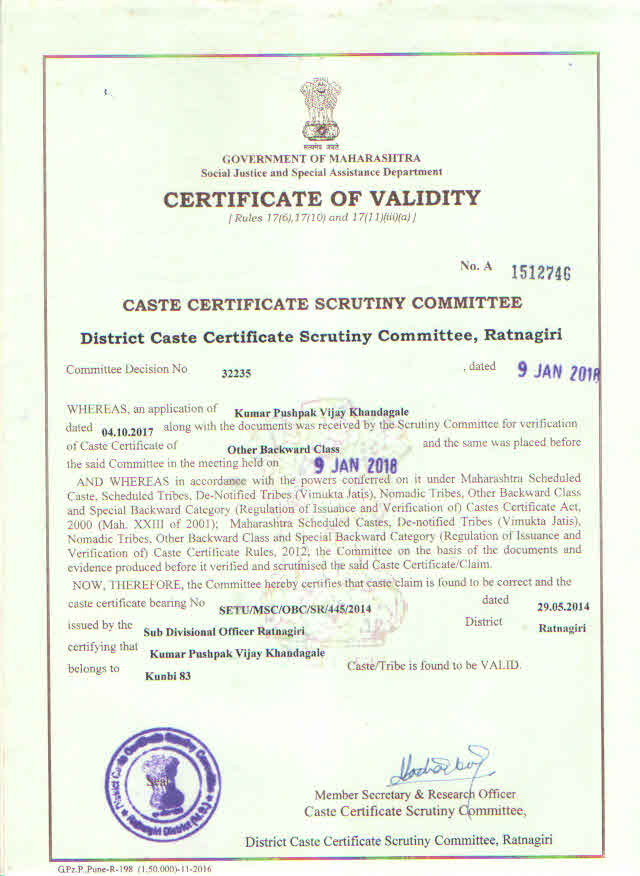 सत्यमेव जयते
GOVERNMENT OF MAHARASHTRA
Social Justice and Special Assistance Department
CERTIFICATE OF VALIDITY
[ Rules 17(6),17(10) and 17(11)(iii)(a) ]
No. A 1512746
CASTE CERTIFICATE SCRUTINY COMMITTEE
District Caste Certificate Scrutiny Committee, Ratnagiri
Committee Decision No 32235 , dated 9 JAN 2018
WHEREAS, an application of Kumar Pushpak Vijay Khandagale
dated 04.10.2017 along with the documents was received by the Scrutiny Committee for verification
of Caste Certificate of Other Backward Class and the same was placed before
the said Committee in the meeting held on 9 JAN 2018
AND WHEREAS in accordance with the powers conferred on it under Maharashtra Scheduled
Caste, Scheduled Tribes, De-Notified Tribes (Vimukta Jatis), Nomadic Tribes, Other Backward Class
and Special Backward Category (Regulation of Issuance and Verification of) Castes Certificate Act,
2000 (Mah. XXIII of 2001); Maharashtra Scheduled Castes, De-notified Tribes (Vimukta Jatis),
Nomadic Tribes, Other Backward Class and Special Backward Category (Regulation of Issuance and
Verification of) Caste Certificate Rules, 2012, the Committee on the basis of the documents and
evidence produced before it verified and scrutinised the said Caste Certificate/Claim.
NOW, THEREFORE, the Committee hereby certifies that caste claim is found to be correct and the
caste certificate bearing No SETU/MSC/OBC/SR/445/2014 dated 29.05.2014
issued by the Sub Divisional Officer Ratnagiri District Ratnagiri
certifying that Kumar Pushpak Vijay Khandagale
belongs to Kunbi 83 Caste/Tribe is found to be VALID.
District Caste Certificate Scrutiny Committee
Seal
Ratnagiri District (M.S.)
Member Secretary & Research Officer
Caste Certificate Scrutiny Committee,
District Caste Certificate Scrutiny Committee, Ratnagiri
G.Pz.P.,Pune-R-198 (1,50,000)-11-2016